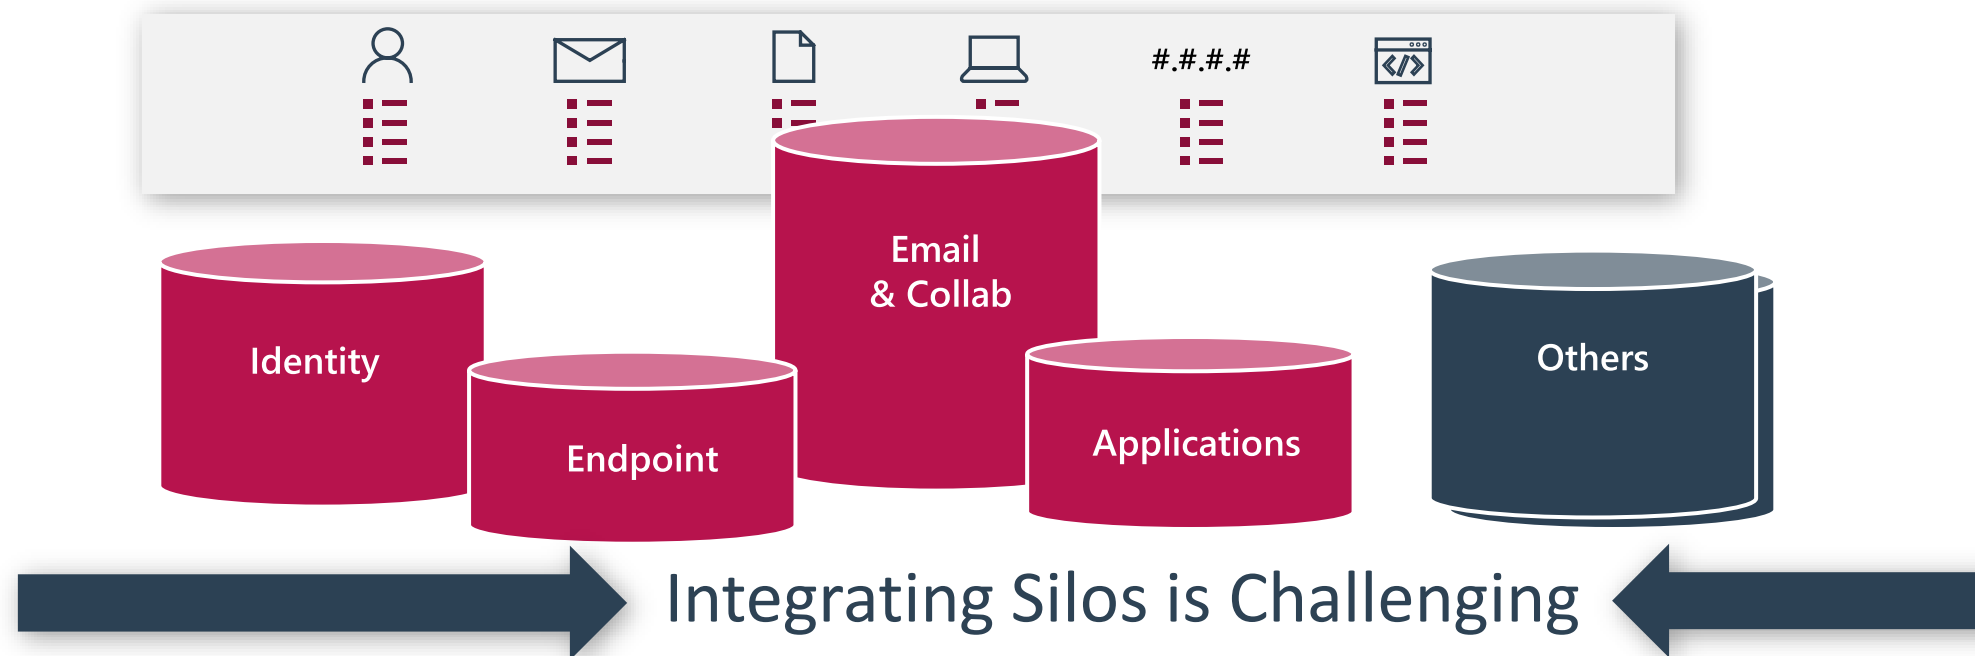 #.#.#.#
</>
Email
& Collab
Identity
Others
Endpoint
Applications
Integrating Silos is Challenging